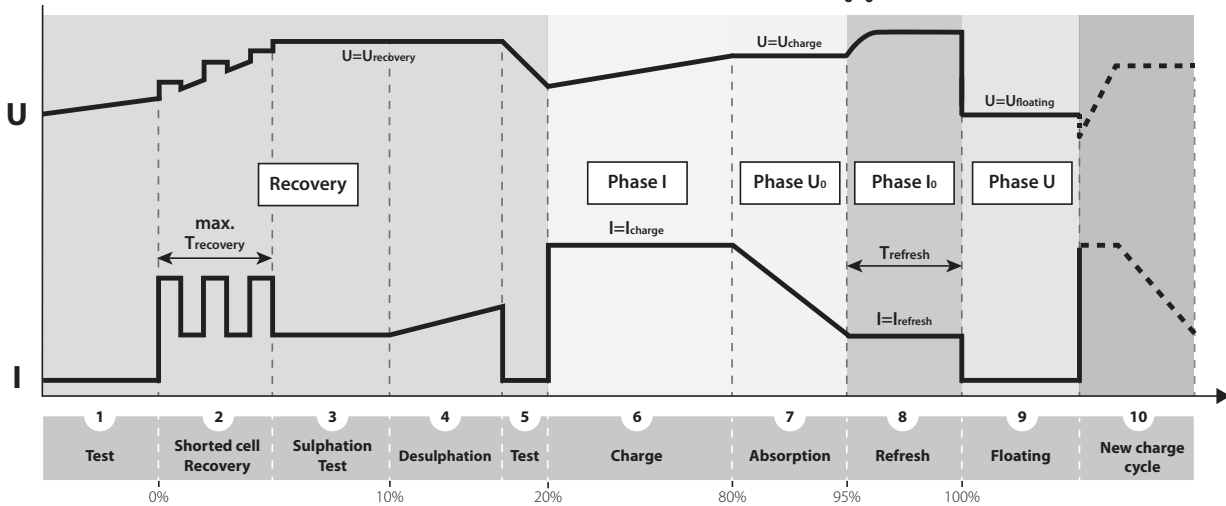 U=Urecovery
U=Ucharge
U
U=Ufloating
Recovery
Phase I
Phase U0
Phase I0
Phase U
max.
Trecovery
I=Icharge
Trefresh
I=Irefresh
I
1
2
3
4
5
6
7
8
9
10
Test
Shorted cell
Recovery
Sulphation
Test
Desulphation
Test
Charge
Absorption
Refresh
Floating
New charge
cycle
0%
10%
20%
80%
95%
100%